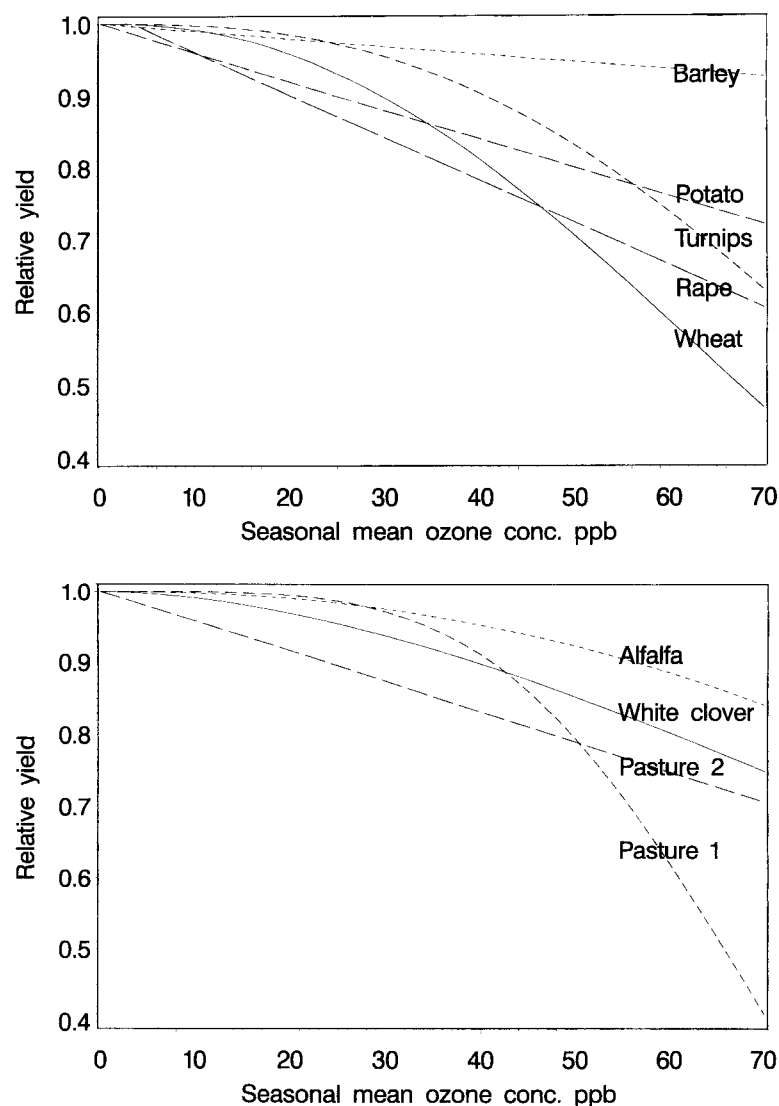 1.0
0.9
0.8
0.7
0.6
0.5
0.4
Relative yield
Barley
Potato
Turnips
Rape
Wheat
0 10 20 30 40 50 60 70
Seasonal mean ozone conc. ppb
1.0
0.9
0.8
0.7
0.6
0.5
0.4
Relative yield
Alfalfa
White clover
Pasture 2
Pasture 1
0 10 20 30 40 50 60 70
Seasonal mean ozone conc. ppb